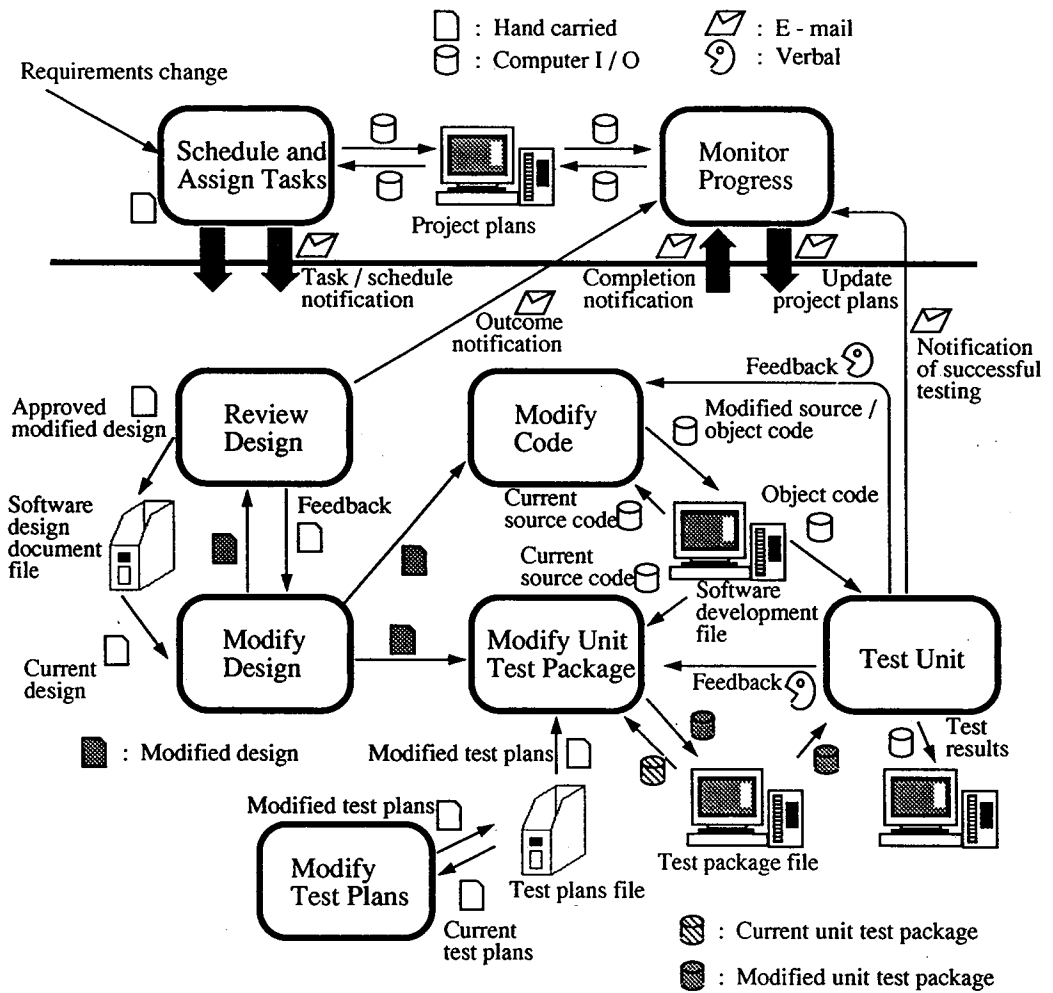 : Hand carried
: Computer I / O
: E - mail
: Verbal
Requirements change
Schedule and
Assign Tasks
Project plans
Monitor
Progress
Task / schedule
notification
Completion
notification
Update
project plans
Outcome
notification
Notification
of successful
testing
Feedback
Approved
modified design
Review
Design
Modify
Code
Modified source /
object code
Software
design
document
file
Feedback
Current
source code
Object code
Current
source code
Software
development
file
Current
design
Modify
Design
Modify Unit
Test Package
Test Unit
Feedback
: Modified design
Modified test plans
Test
results
Modified test plans
Modify
Test Plans
Test plans file
Test package file
Current
test plans
: Current unit test package
: Modified unit test package